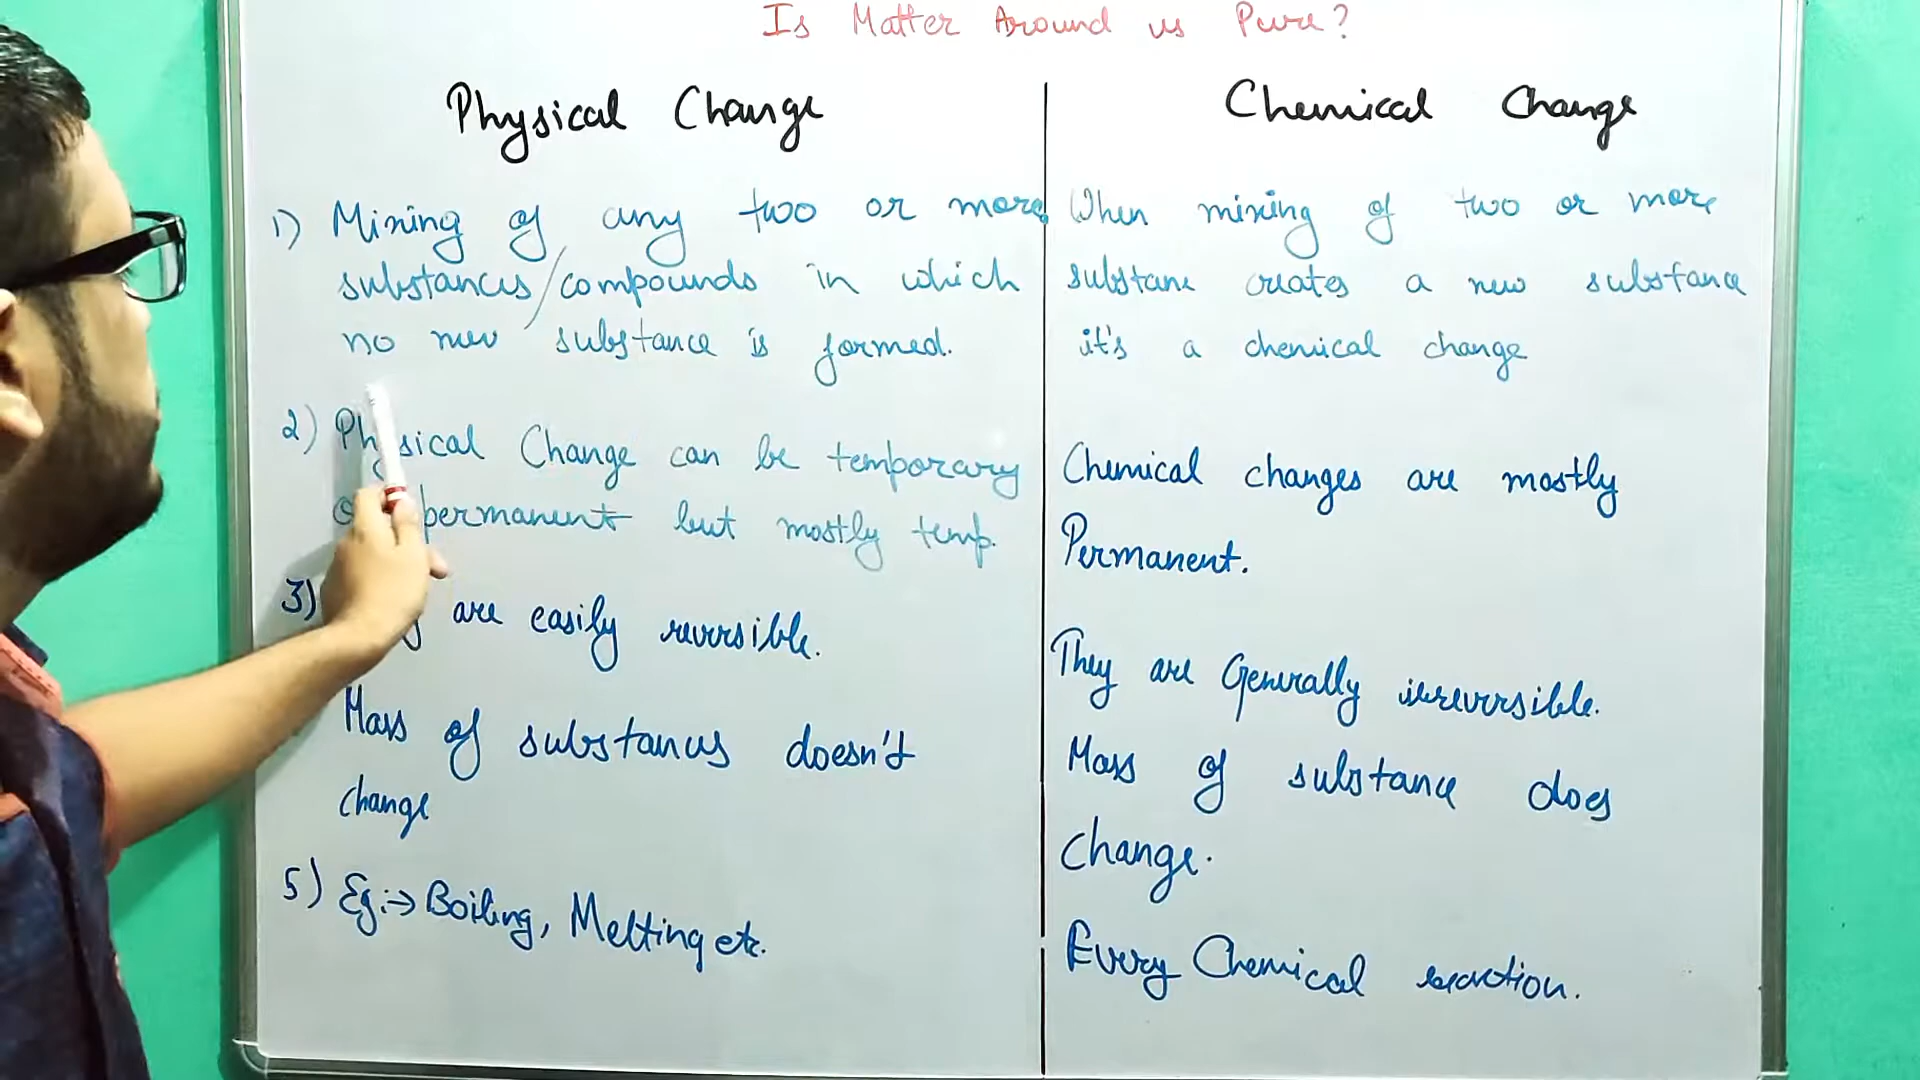 Is Matter Around us Pure?
Physical Change
1) Mixing of any two or more
substances/compounds in which
no new substance is formed.
2) Physical Change can be temporary
permanent but mostly temp.
3) are easily reversible.
Mass of substances doesn't
change
5) Eg:→ Boiling, Melting etc.
Chemical Change
When mixing of two or more
substane creates a new substance
it's a chemical change
Chemical changes are mostly
Permanent.
They are Generally irreversible.
Mass of substance does
change.
Every Chemical reaction.